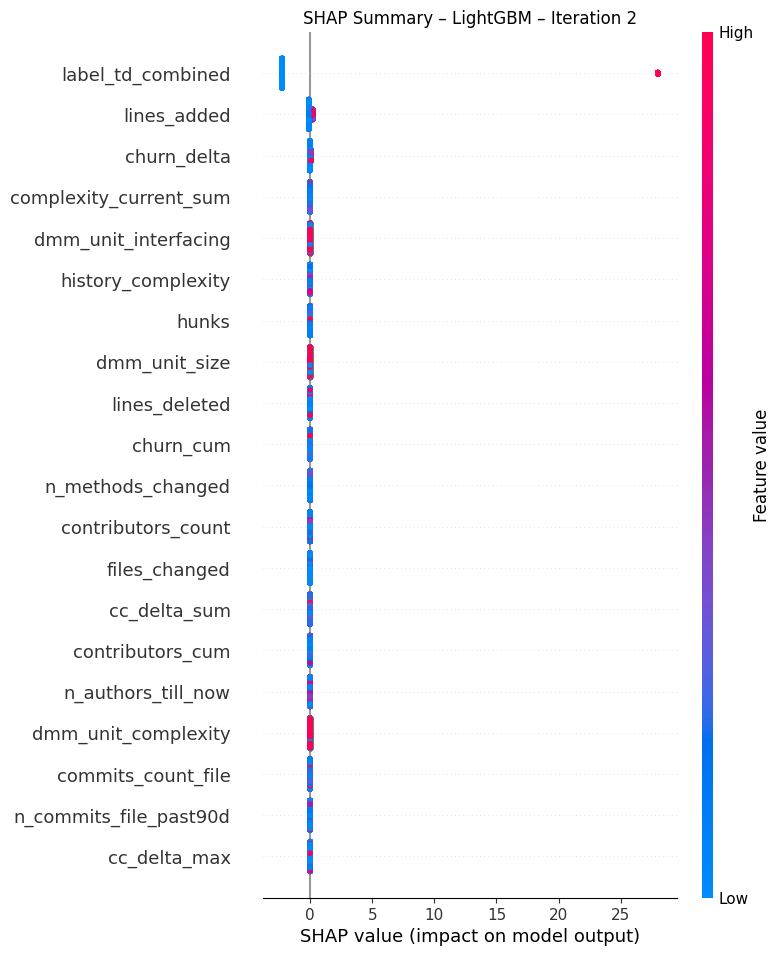 SHAP Summary – LightGBM – Iteration 2
High
label_td_combined
lines_added
churn_delta
complexity_current_sum
dmm_unit_interfacing
history_complexity
hunks
dmm_unit_size
lines_deleted
churn_cum
n_methods_changed
contributors_count
files_changed
cc_delta_sum
contributors_cum
n_authors_till_now
dmm_unit_complexity
commits_count_file
n_commits_file_past90d
cc_delta_max
Feature value
Low
0 5 10 15 20 25
SHAP value (impact on model output)